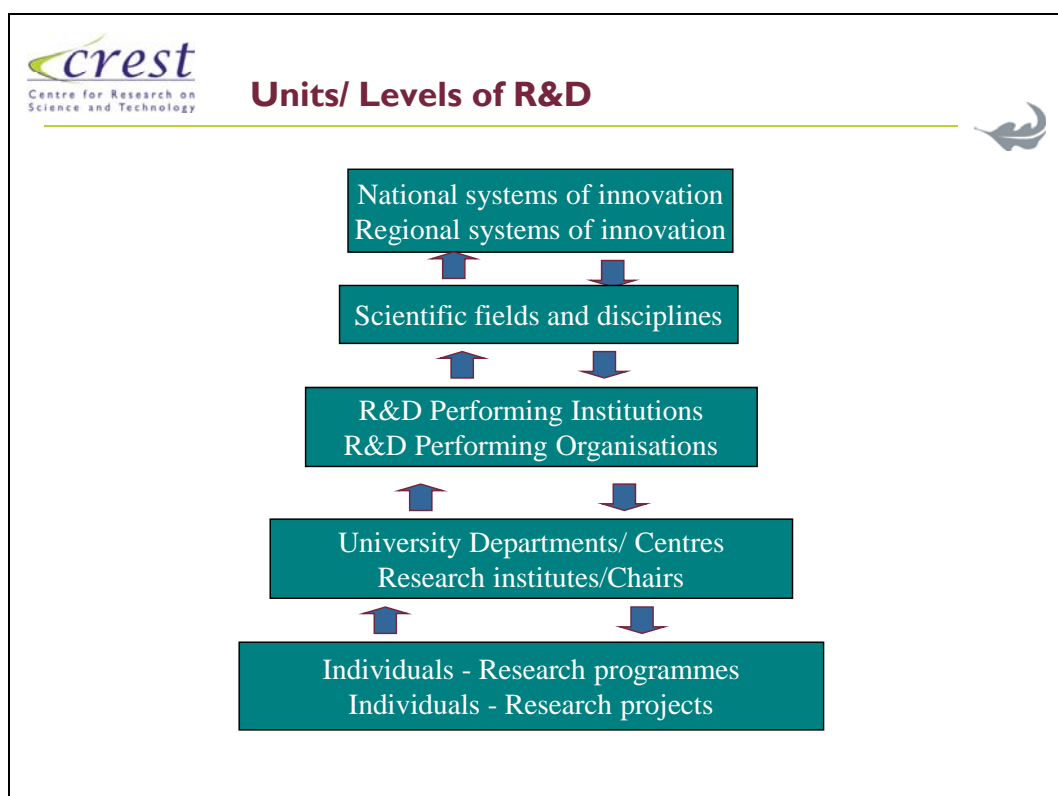 crest
Centre for Research on
Science and Technology
Units/ Levels of R&D
National systems of innovation
Regional systems of innovation
Scientific fields and disciplines
R&D Performing Institutions
R&D Performing Organisations
University Departments/ Centres
Research institutes/Chairs
Individuals - Research programmes
Individuals - Research projects